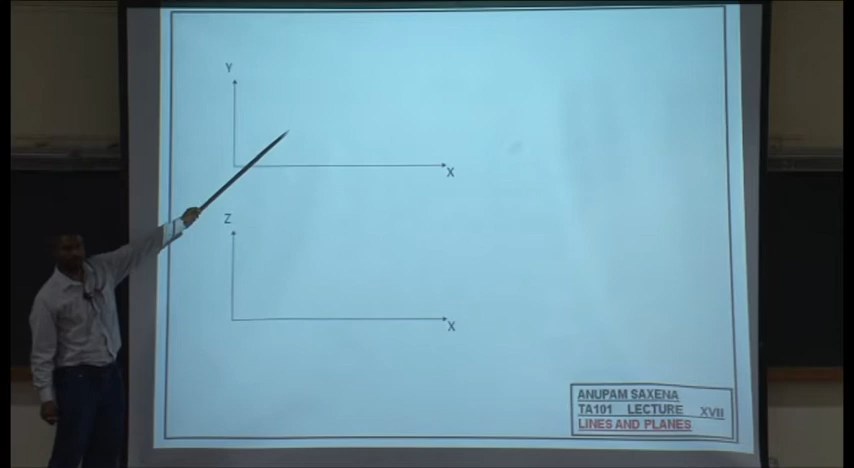 Y
X
Z
X
ANUPAM SAXENA
TA101 LECTURE XVII
LINES AND PLANES